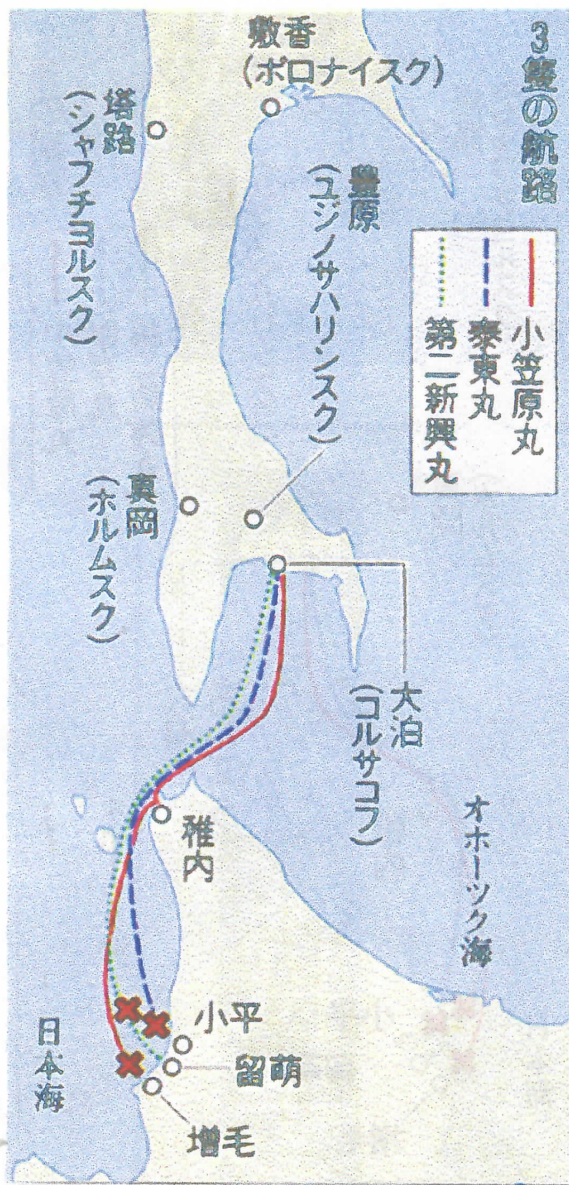 3隻の航路
小笠原丸
泰東丸
第二新興丸
敷香
(ポロナイスク)
塔路
(シャフチョルスク)
豊原
(ユジノサハリンスク)
真岡
(ホルムスク)
大泊
(コルサコフ)
稚内
オホーツク海
小平
留萌
増毛
日本海